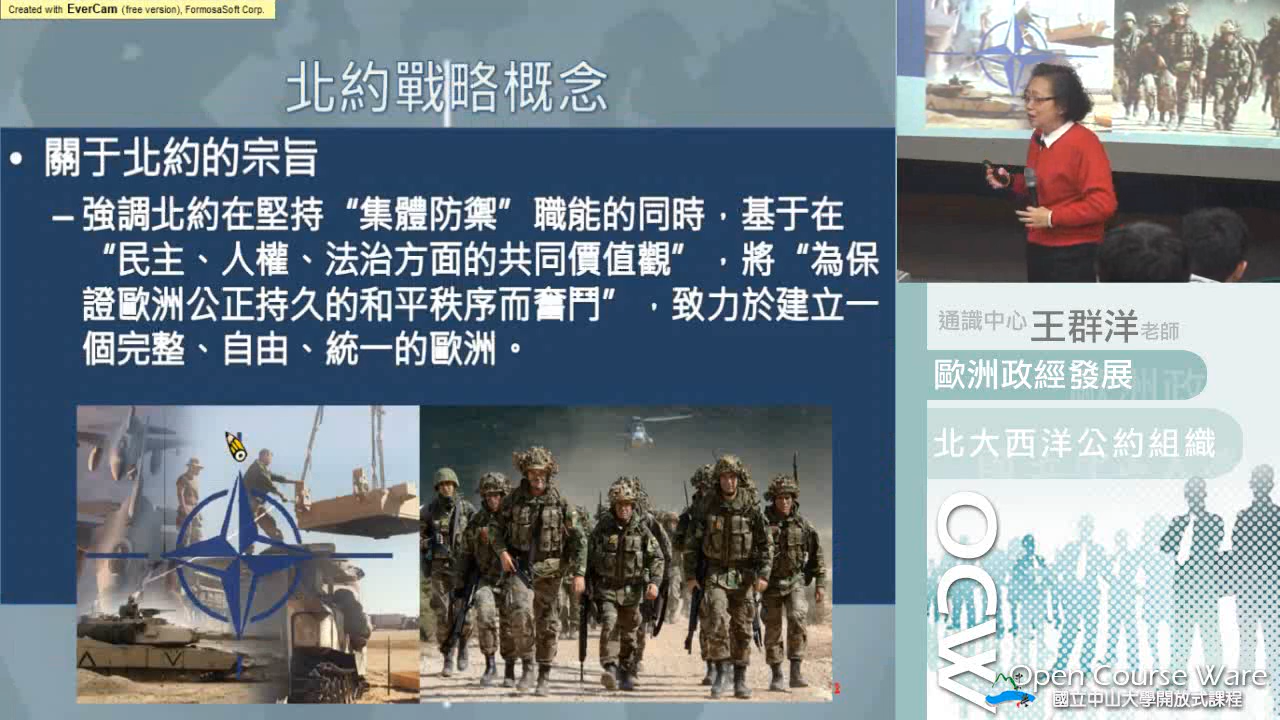 Created with EverCam (free version), FormosaSoft Corp.
北約戰略概念
• 關于北約的宗旨
– 強調北約在堅持“集體防禦”職能的同時，基于在
“民主、人權、法治方面的共同價值觀”，將“為保
證歐洲公正持久的和平秩序而奮鬥”，致力於建立一
個完整、自由、統一的歐洲。
通識中心 王群洋 老師
歐洲政經發展
北大西洋公約組織
OCW
Open Course Ware
國立中山大學開放式課程